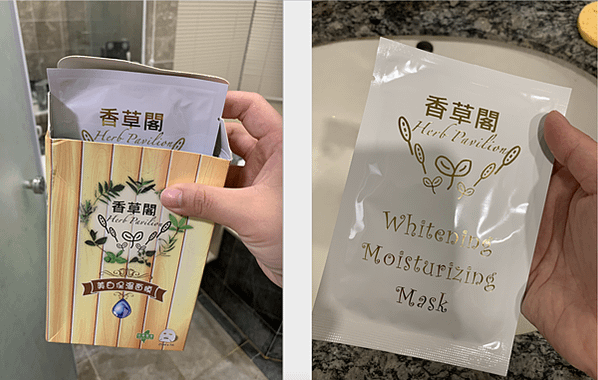 香草閣
Herb Pavilion
香草閣
Herb Pavilion
美白保濕面膜
香草閣
Herb Pavilion
Whitening
Moisturizing
Mask